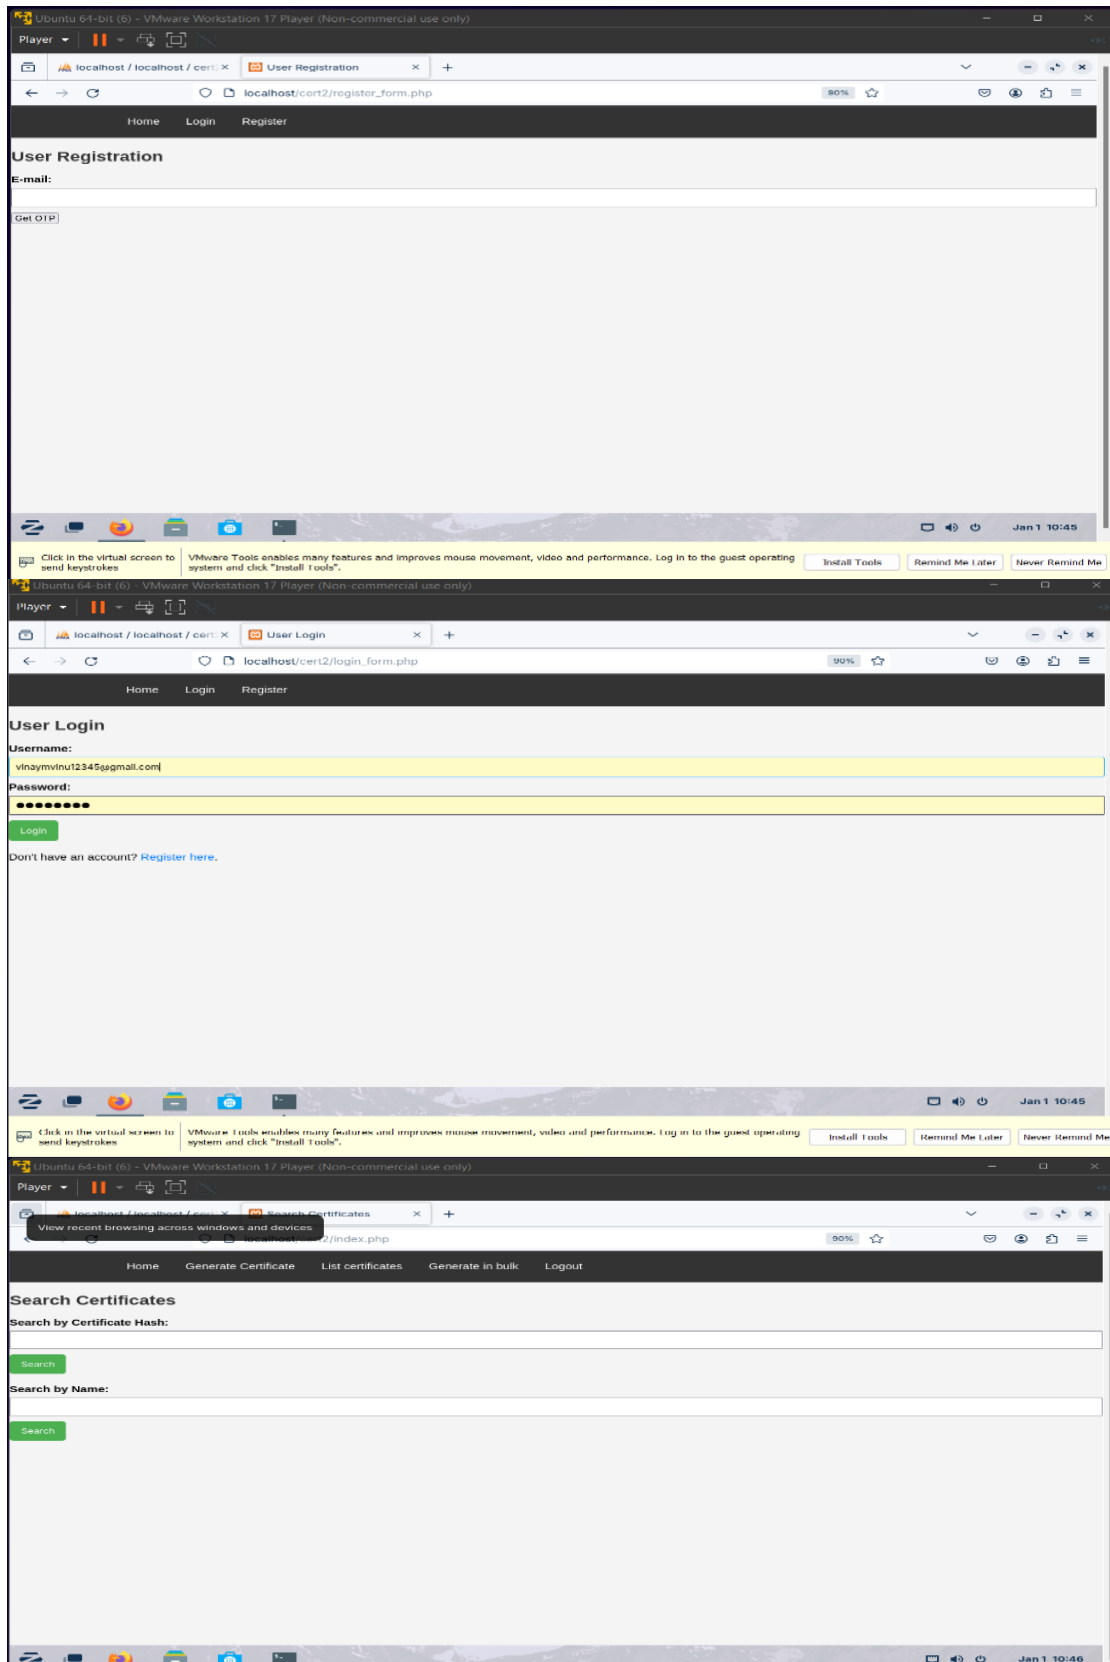 Ubuntu 64-bit (6) - VMware Workstation 17 Player (Non-commercial use only)
Player
localhost / localhost / cert2 × User Registration × +
localhost/cert2/register_form.php 80%
Home Login Register
User Registration
E-mail:
Get OTP
Jan 1 10:45
Click in the virtual screen to send keystrokes
VMware Tools enables many features and improves mouse movement, video and performance. Log in to the guest operating
system and click "Install Tools".
Install Tools Remind Me Later Never Remind Me
Ubuntu 64-bit (6) - VMware Workstation 17 Player (Non-commercial use only)
Player
localhost / localhost / cert × User Login × +
localhost/cert2/login_form.php 90%
Home Login Register
User Login
Username:
vinaymvinu12345@gmail.com
Password:
Login
Don't have an account? Register here.
Jan 1 10:45
Click in the virtual screen to send keystrokes
VMware Tools enables many features and improves mouse movement, video and performance. Log in to the guest operating
system and click "Install Tools".
Install Tools Remind Me Later Never Remind Me
Ubuntu 64-bit (6) - VMware Workstation 17 Player (Non-commercial use only)
Player
localhost / localhost / cert × Search Certificates × +
View recent browsing across windows and devices
localhost/cert2/index.php 90%
Home Generate Certificate List certificates Generate in bulk Logout
Search Certificates
Search by Certificate Hash:
Search
Search by Name:
Search
Jan 1 10:46